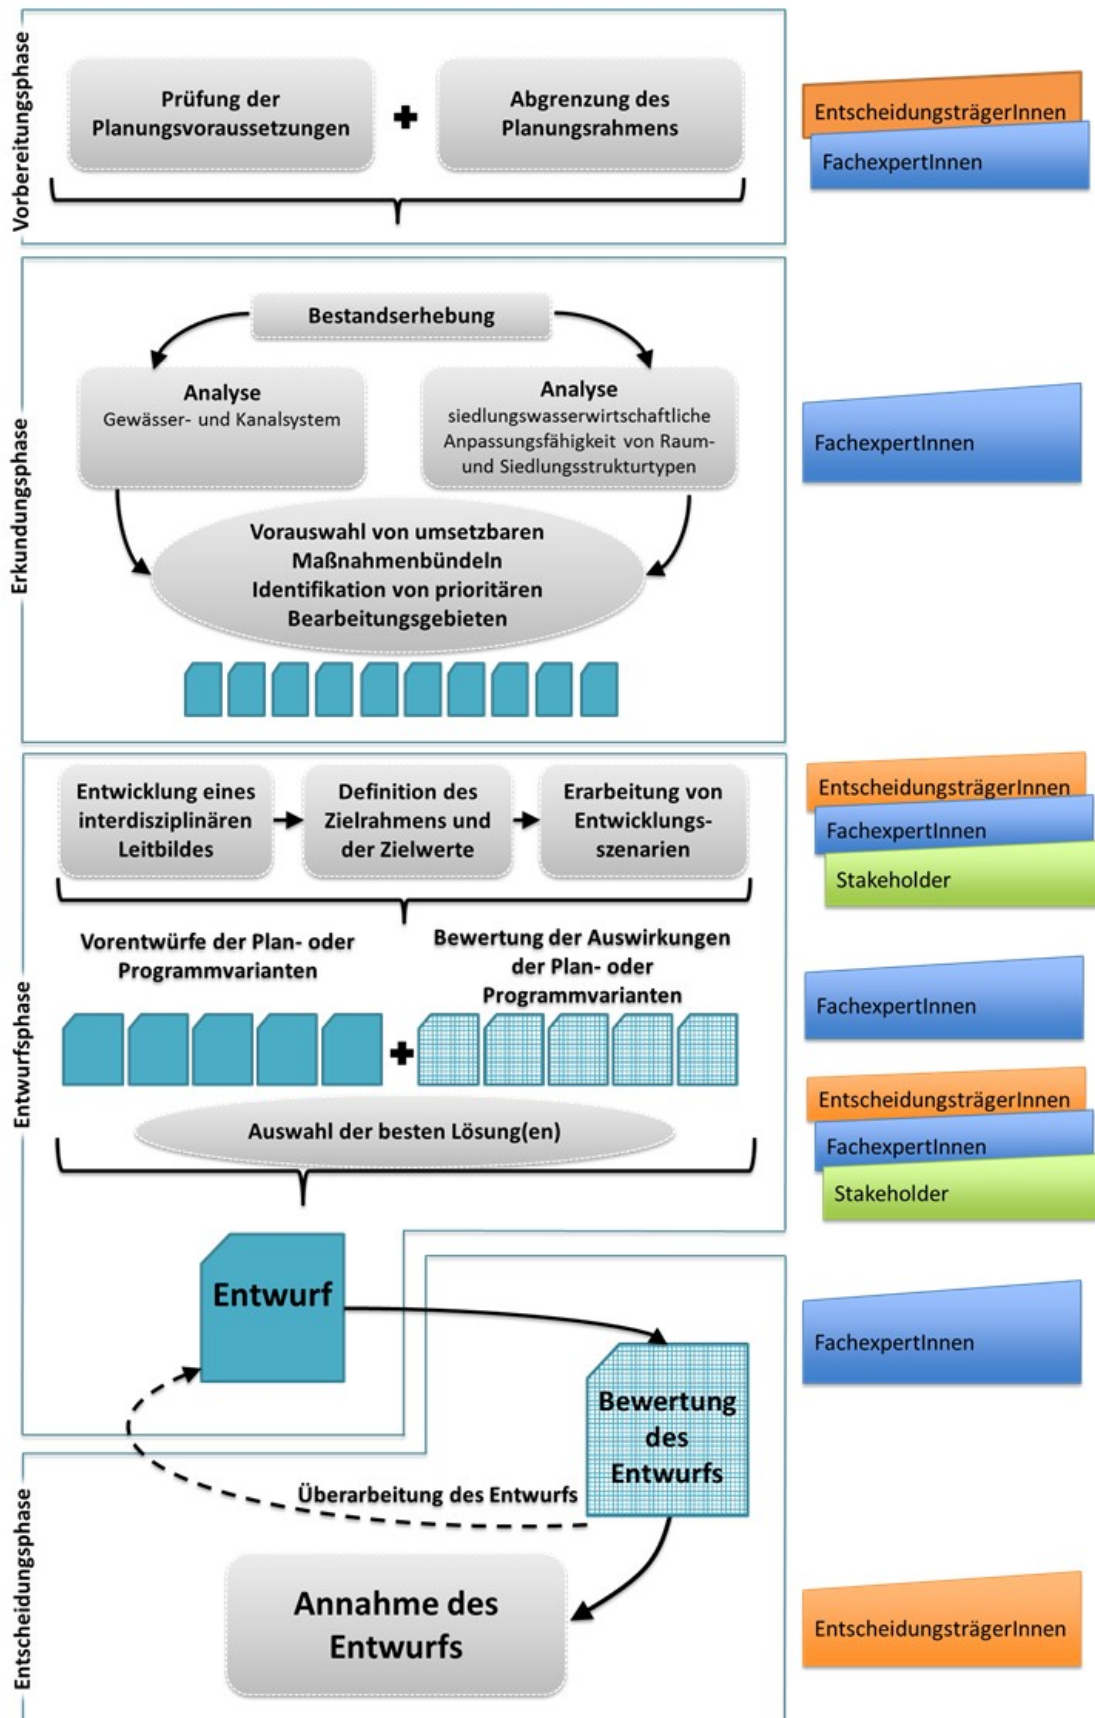 Vorbereitungsphase
Prüfung der
Planungsvoraussetzungen
Abgrenzung des
Planungsrahmens
EntscheidungsträgerInnen
FachexpertInnen
Erkundungsphase
Bestandserhebung
Analyse
Gewässer- und Kanalsystem
Analyse
siedlungswasserwirtschaftliche
Anpassungsfähigkeit von Raum-
und Siedlungsstrukturtypen
Vorauswahl von umsetzbaren
Maßnahmenbündeln
Identifikation von prioritären
Bearbeitungsgebieten
FachexpertInnen
Entwurfsphase
Entwicklung eines
interdisziplinären
Leitbildes
Definition des
Zielrahmens und
der Zielwerte
Erarbeitung von
Entwicklungs-
szenarien
EntscheidungsträgerInnen
FachexpertInnen
Stakeholder
Vorentwürfe der Plan- oder
Programmvarianten
Bewertung der Auswirkungen
der Plan- oder
Programmvarianten
FachexpertInnen
Auswahl der besten Lösung(en)
EntscheidungsträgerInnen
FachexpertInnen
Stakeholder
Entwurf
FachexpertInnen
Entscheidungsphase
Bewertung
des
Entwurfs
Überarbeitung des Entwurfs
Annahme des
Entwurfs
EntscheidungsträgerInnen